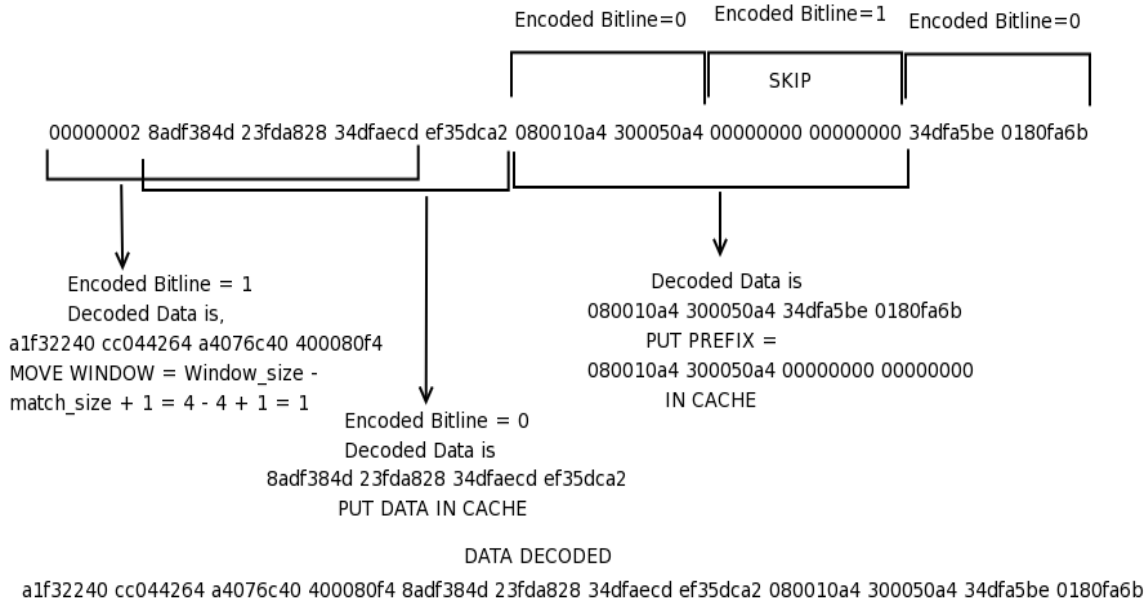 Encoded Bitline=0 Encoded Bitline=1 Encoded Bitline=0
SKIP
00000002 8adf384d 23fda828 34dfaecd ef35dca2 080010a4 300050a4 00000000 00000000 34dfa5be 0180fa6b
Encoded Bitline = 1
Decoded Data is,
a1f32240 cc044264 a4076c40 400080f4
MOVE WINDOW = Window_size -
match_size + 1 = 4 - 4 + 1 = 1
Encoded Bitline = 0
Decoded Data is
8adf384d 23fda828 34dfaecd ef35dca2
PUT DATA IN CACHE
Decoded Data is
080010a4 300050a4 34dfa5be 0180fa6b
PUT PREFIX =
080010a4 300050a4 00000000 00000000
IN CACHE
DATA DECODED
a1f32240 cc044264 a4076c40 400080f4 8adf384d 23fda828 34dfaecd ef35dca2 080010a4 300050a4 34dfa5be 0180fa6b